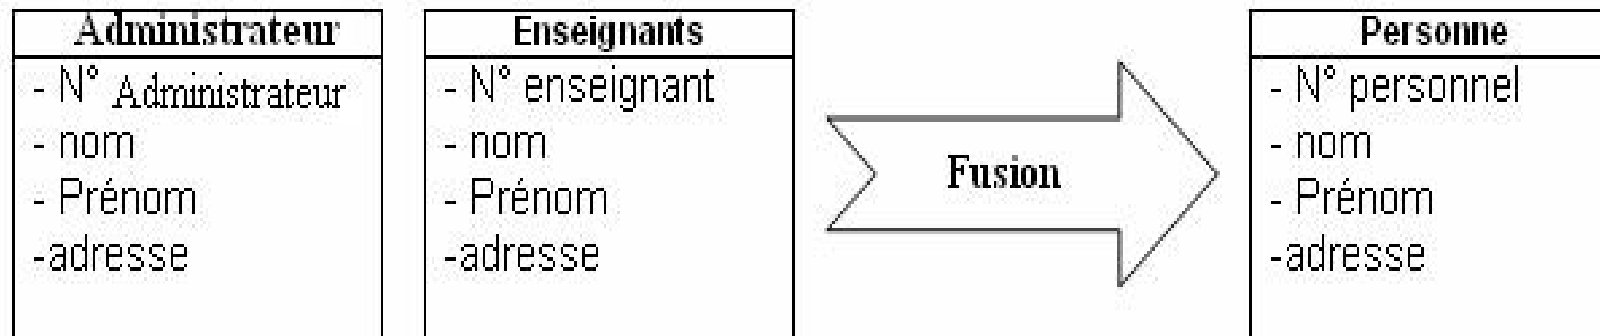 Administrateur
- N° Administrateur
- nom
- Prénom
-adresse
Enseignants
- N° enseignant
- nom
- Prénom
-adresse
Fusion
Personne
- N° personnel
- nom
- Prénom
-adresse